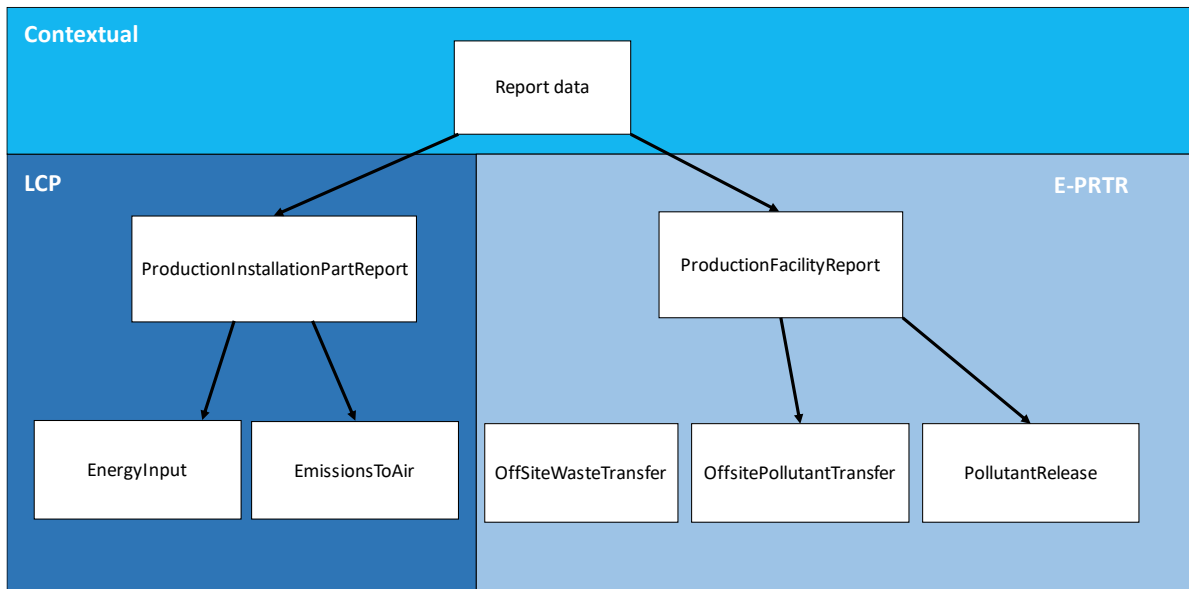 Contextual
Report data
LCP
E-PRTR
ProductionInstallationPartReport
ProductionFacilityReport
EnergyInput
EmissionsToAir
OffSiteWasteTransfer
OffsitePollutantTransfer
PollutantRelease